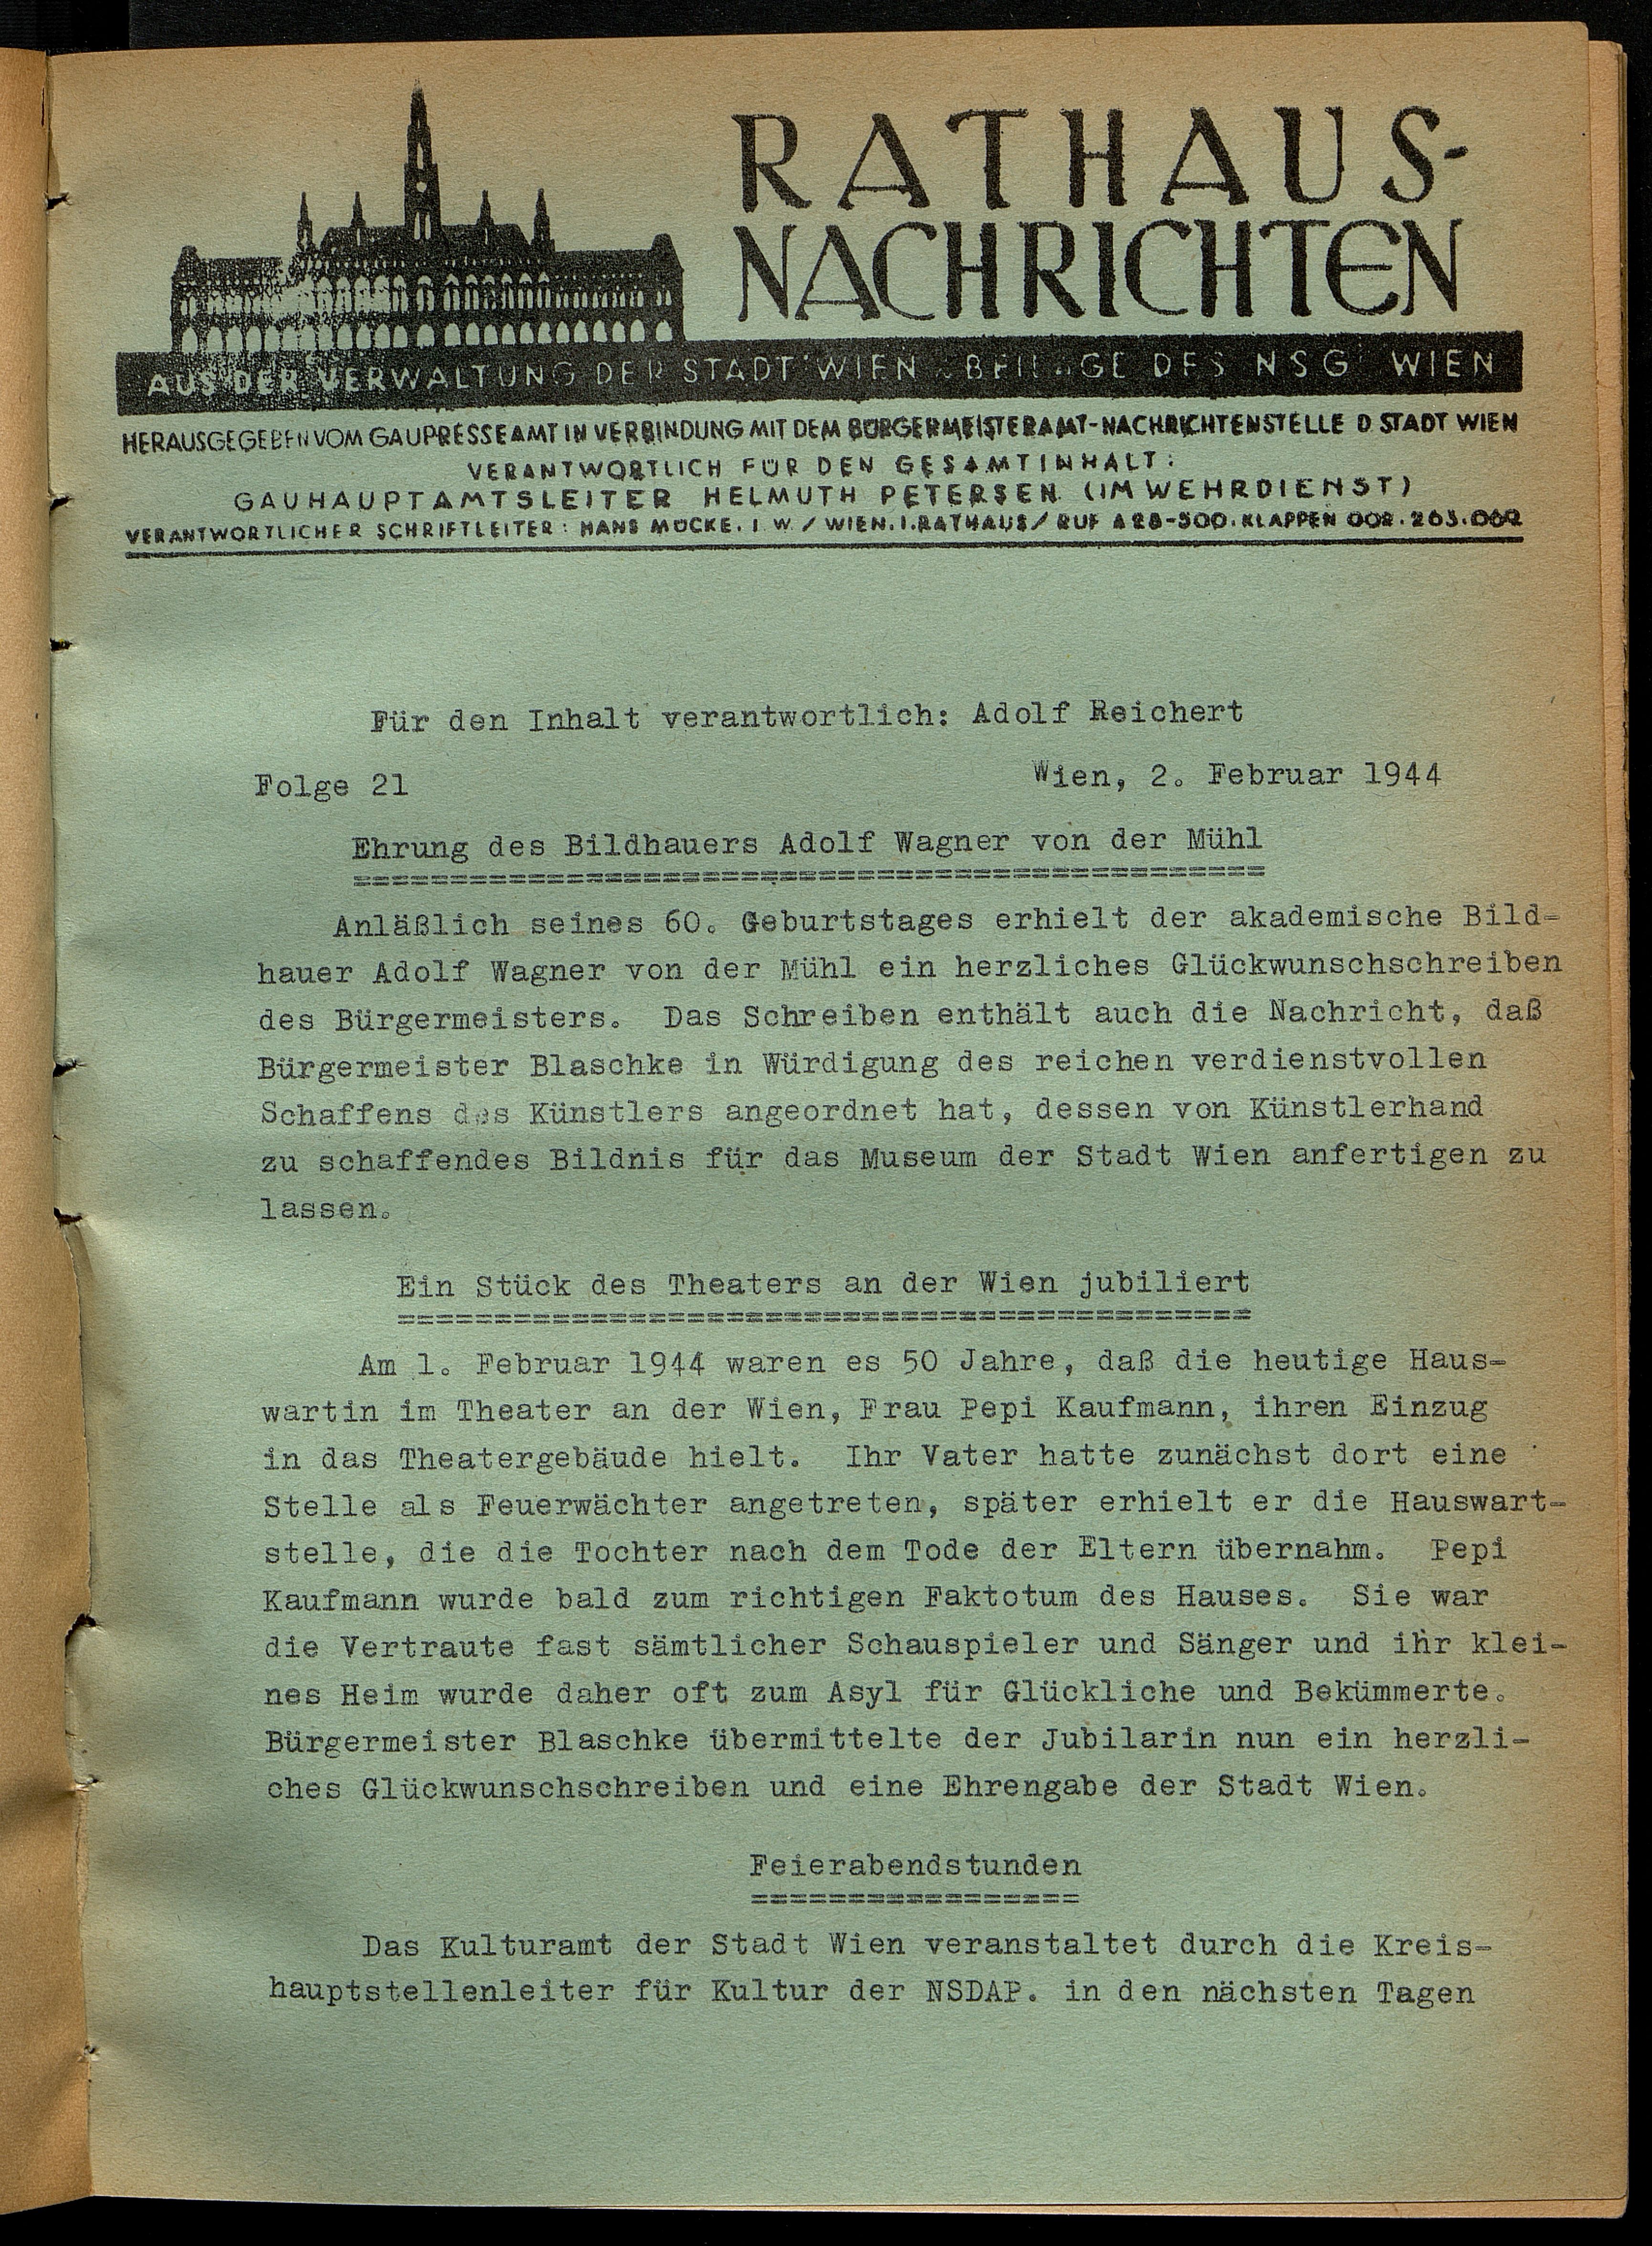 RATHAUS-
NACHRICHTEN
AUS DER VERWALTUNG DER STADT WIEN BEILAGE DES NSG WIEN
HERAUSGEGEBEN VOM GAUPRESSEAMT IN VERBINDUNG MIT DEM BÜRGERMEISTERAMT-NACHRICHTENSTELLE D STADT WIEN
VERANTWORTLICH FÜR DEN GESAMTINHALT:
GAUHAUPTAMTSLEITER HELMUTH PETERSEN (IM WEHRDIENST)
VERANTWORTLICHER SCHRIFTLEITER: HANS MÜCKE. I W. / WIEN. I. RATHAUS / RUF A 28-500. KLAPPEN 002. 263. 069
Für den Inhalt verantwortlich: Adolf Reichert
Folge 21 Wien, 2. Februar 1944
Ehrung des Bildhauers Adolf Wagner von der Mühl
Anläßlich seines 60. Geburtstages erhielt der akademische Bild-
hauer Adolf Wagner von der Mühl ein herzliches Glückwunschschreiben
des Bürgermeisters. Das Schreiben enthält auch die Nachricht, daß
Bürgermeister Blaschke in Würdigung des reichen verdienstvollen
Schaffens des Künstlers angeordnet hat, dessen von Künstlerhand
zu schaffendes Bildnis für das Museum der Stadt Wien anfertigen zu
lassen.
Ein Stück des Theaters an der Wien jubiliert
Am 1. Februar 1944 waren es 50 Jahre, daß die heutige Haus-
wartin im Theater an der Wien, Frau Pepi Kaufmann, ihren Einzug
in das Theatergebäude hielt. Ihr Vater hatte zunächst dort eine
Stelle als Feuerwächter angetreten, später erhielt er die Hauswart-
stelle, die die Tochter nach dem Tode der Eltern übernahm. Pepi
Kaufmann wurde bald zum richtigen Faktotum des Hauses. Sie war
die Vertraute fast sämtlicher Schauspieler und Sänger und ihr klei-
nes Heim wurde daher oft zum Asyl für Glückliche und Bekümmerte.
Bürgermeister Blaschke übermittelte der Jubilarin nun ein herzli-
ches Glückwunschschreiben und eine Ehrengabe der Stadt Wien.
Feierabendstunden
Das Kulturamt der Stadt Wien veranstaltet durch die Kreis-
hauptstellenleiter für Kultur der NSDAP. in den nächsten Tagen